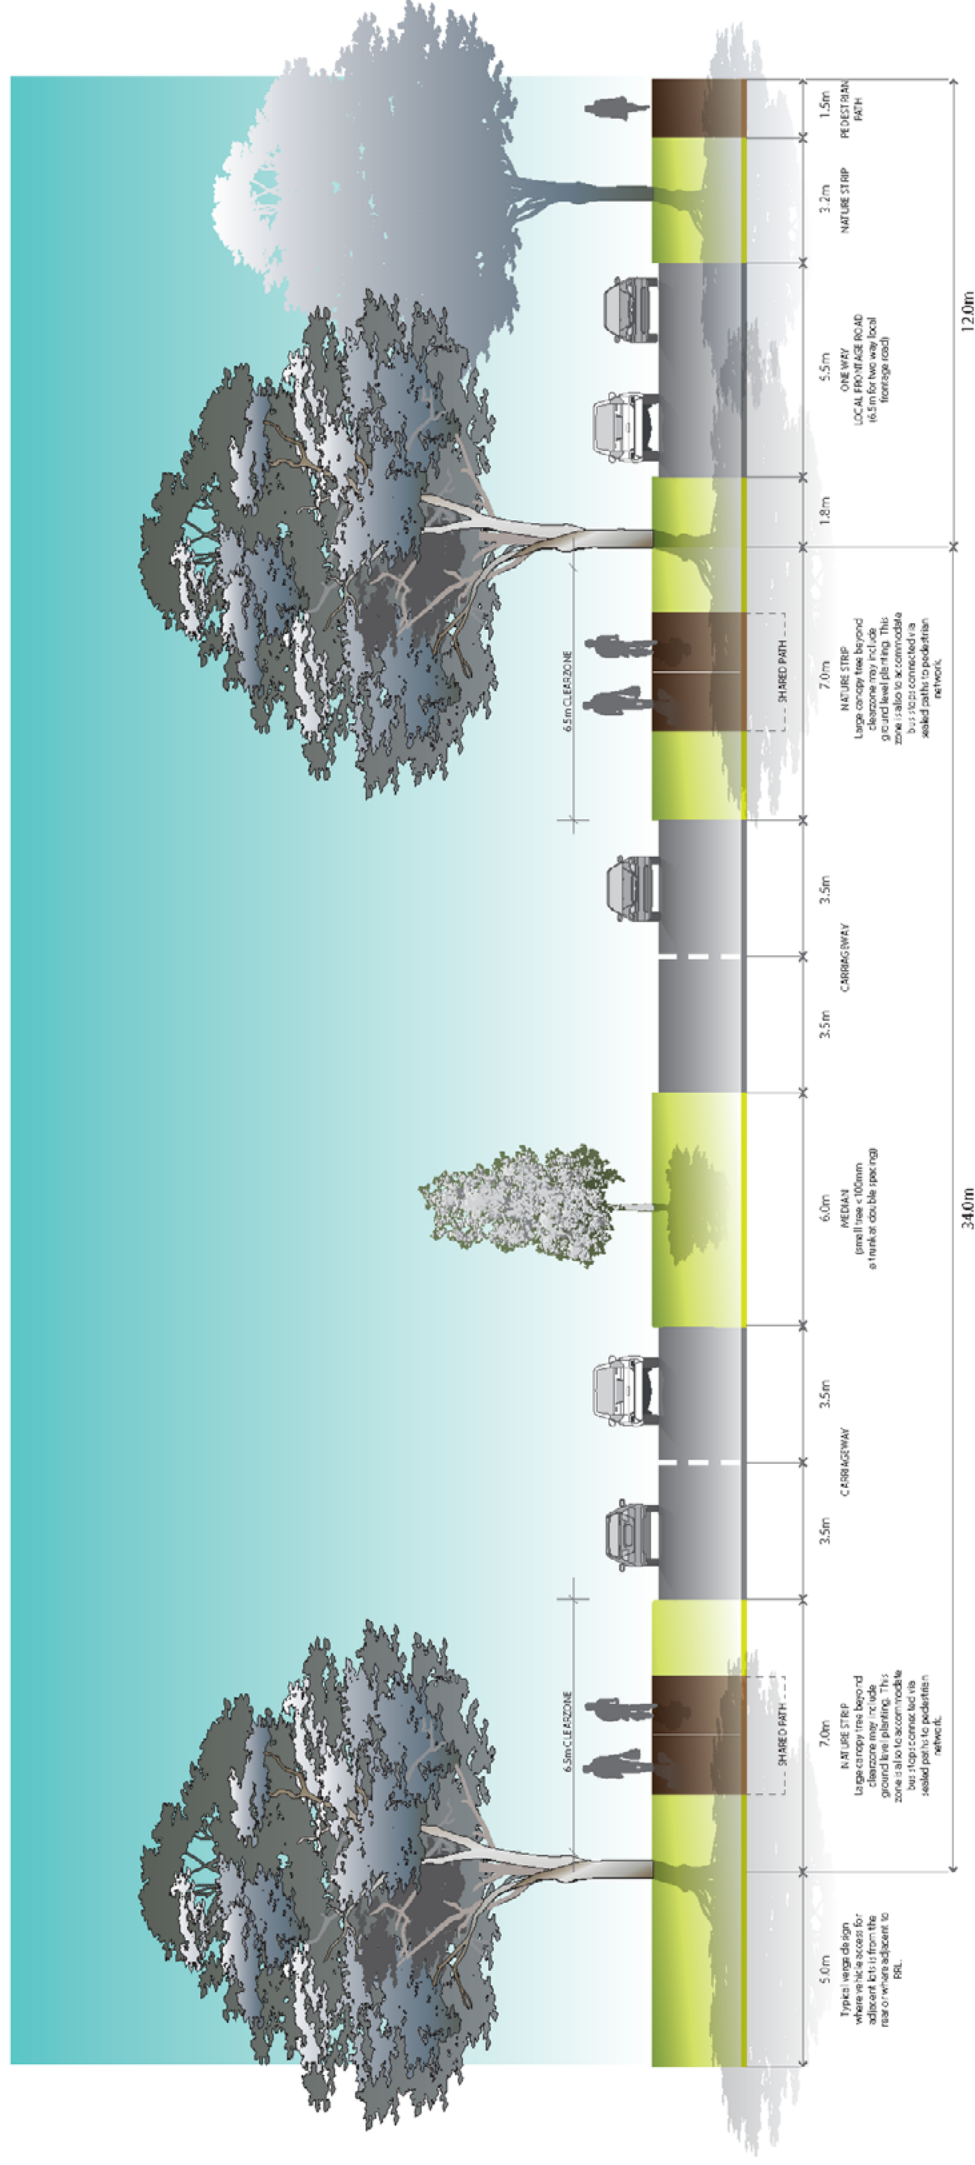 6.5m CLEARZONE
6.5m CLEARZONE
SHARED PATH
SHARED PATH
5.0m
7.0m
3.5m
3.5m
6.0m
3.5m
3.5m
7.0m
1.8m
5.5m
3.2m
1.5m
Typical verge design
where vehicle access for
adjacent lots is from the
rear or where adjacent to
RRL.
NATURE STRIP
Large canopy tree beyond
clearzone may include
ground level planting. This
zone is also to accommodate
bus stops connected via
sealed paths to pedestrian
network.
CARRIAGEWAY
MEDIAN
(small tree <100mm
ø trunk at double spacing)
CARRIAGEWAY
NATURE STRIP
Large canopy tree beyond
clearzone may include
ground level planting. This
zone is also to accommodate
bus stops connected via
sealed paths to pedestrian
network.
ONE WAY
LOCAL FRONTAGE ROAD
(6.5m for two way local
frontage road)
NATURE STRIP
PEDESTRIAN
PATH
34.0m
12.0m